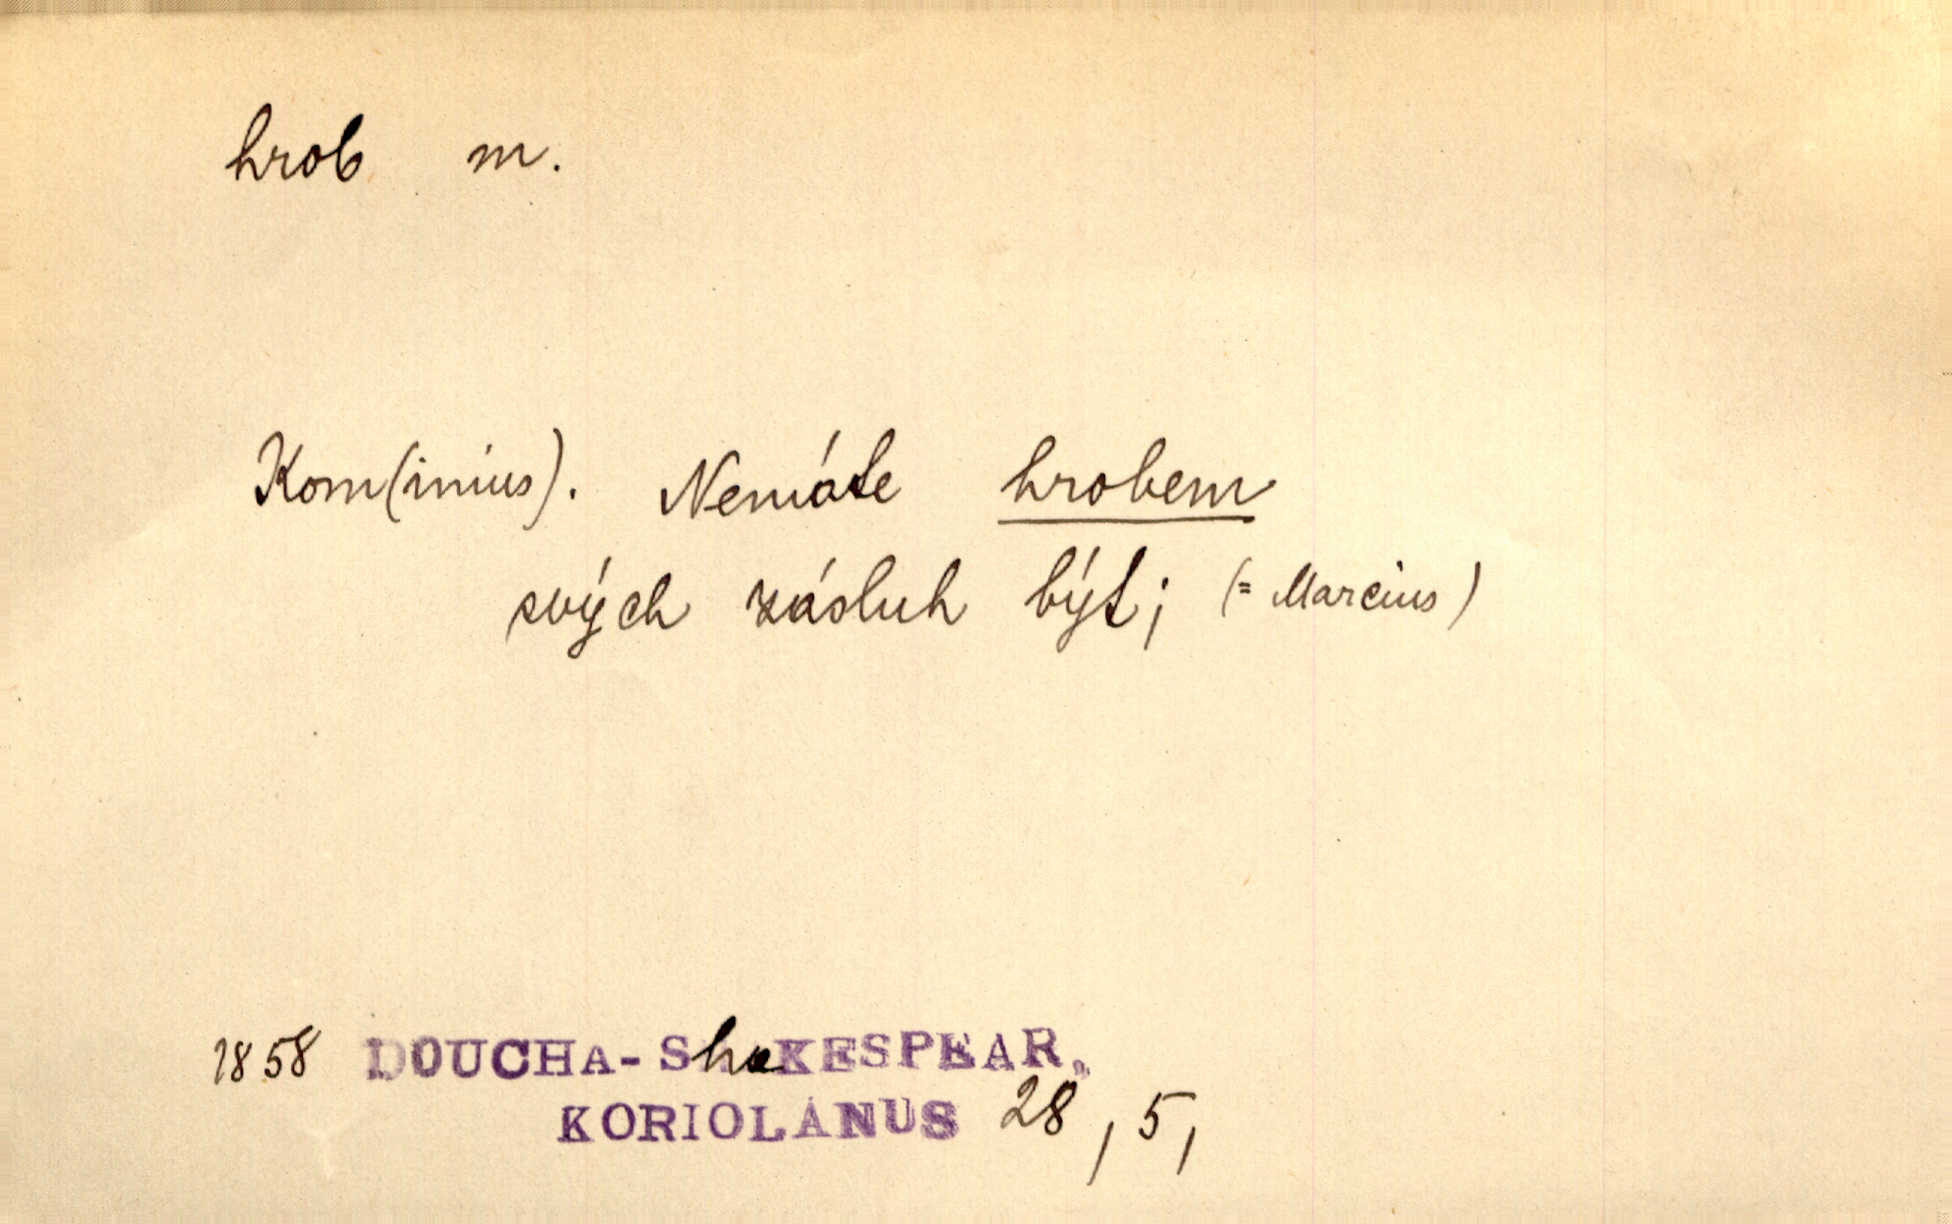 hrob m.
Kom(inius). Nemáte hrobem
svých zásluh být; (= Marcius)
1858 DOUCHA-ShaKESPEAR,
KORIOLANUS 28, 5,